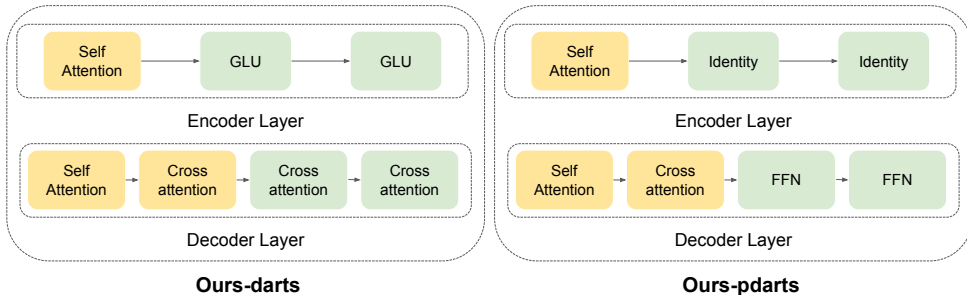 Self
Attention
GLU
GLU
Encoder Layer
Self
Attention
Cross
attention
Cross
attention
Cross
attention
Decoder Layer
Ours-darts
Self
Attention
Identity
Identity
Encoder Layer
Self
Attention
Cross
attention
FFN
FFN
Decoder Layer
Ours-pdarts